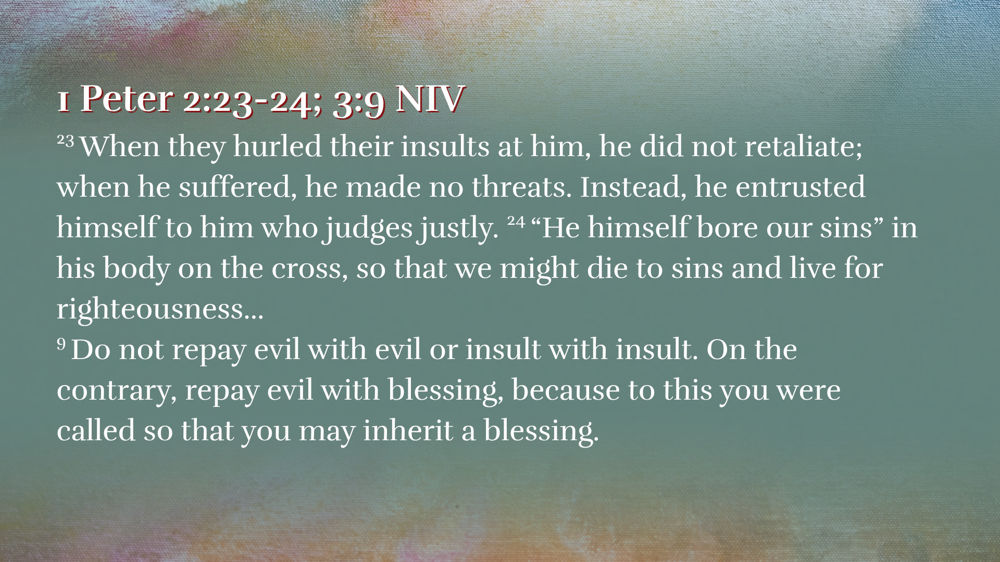 1 Peter 2:23-24; 3:9 NIV
²³ When they hurled their insults at him, he did not retaliate;
when he suffered, he made no threats. Instead, he entrusted
himself to him who judges justly. ²⁴ “He himself bore our sins” in
his body on the cross, so that we might die to sins and live for
righteousness...
⁹ Do not repay evil with evil or insult with insult. On the
contrary, repay evil with blessing, because to this you were
called so that you may inherit a blessing.